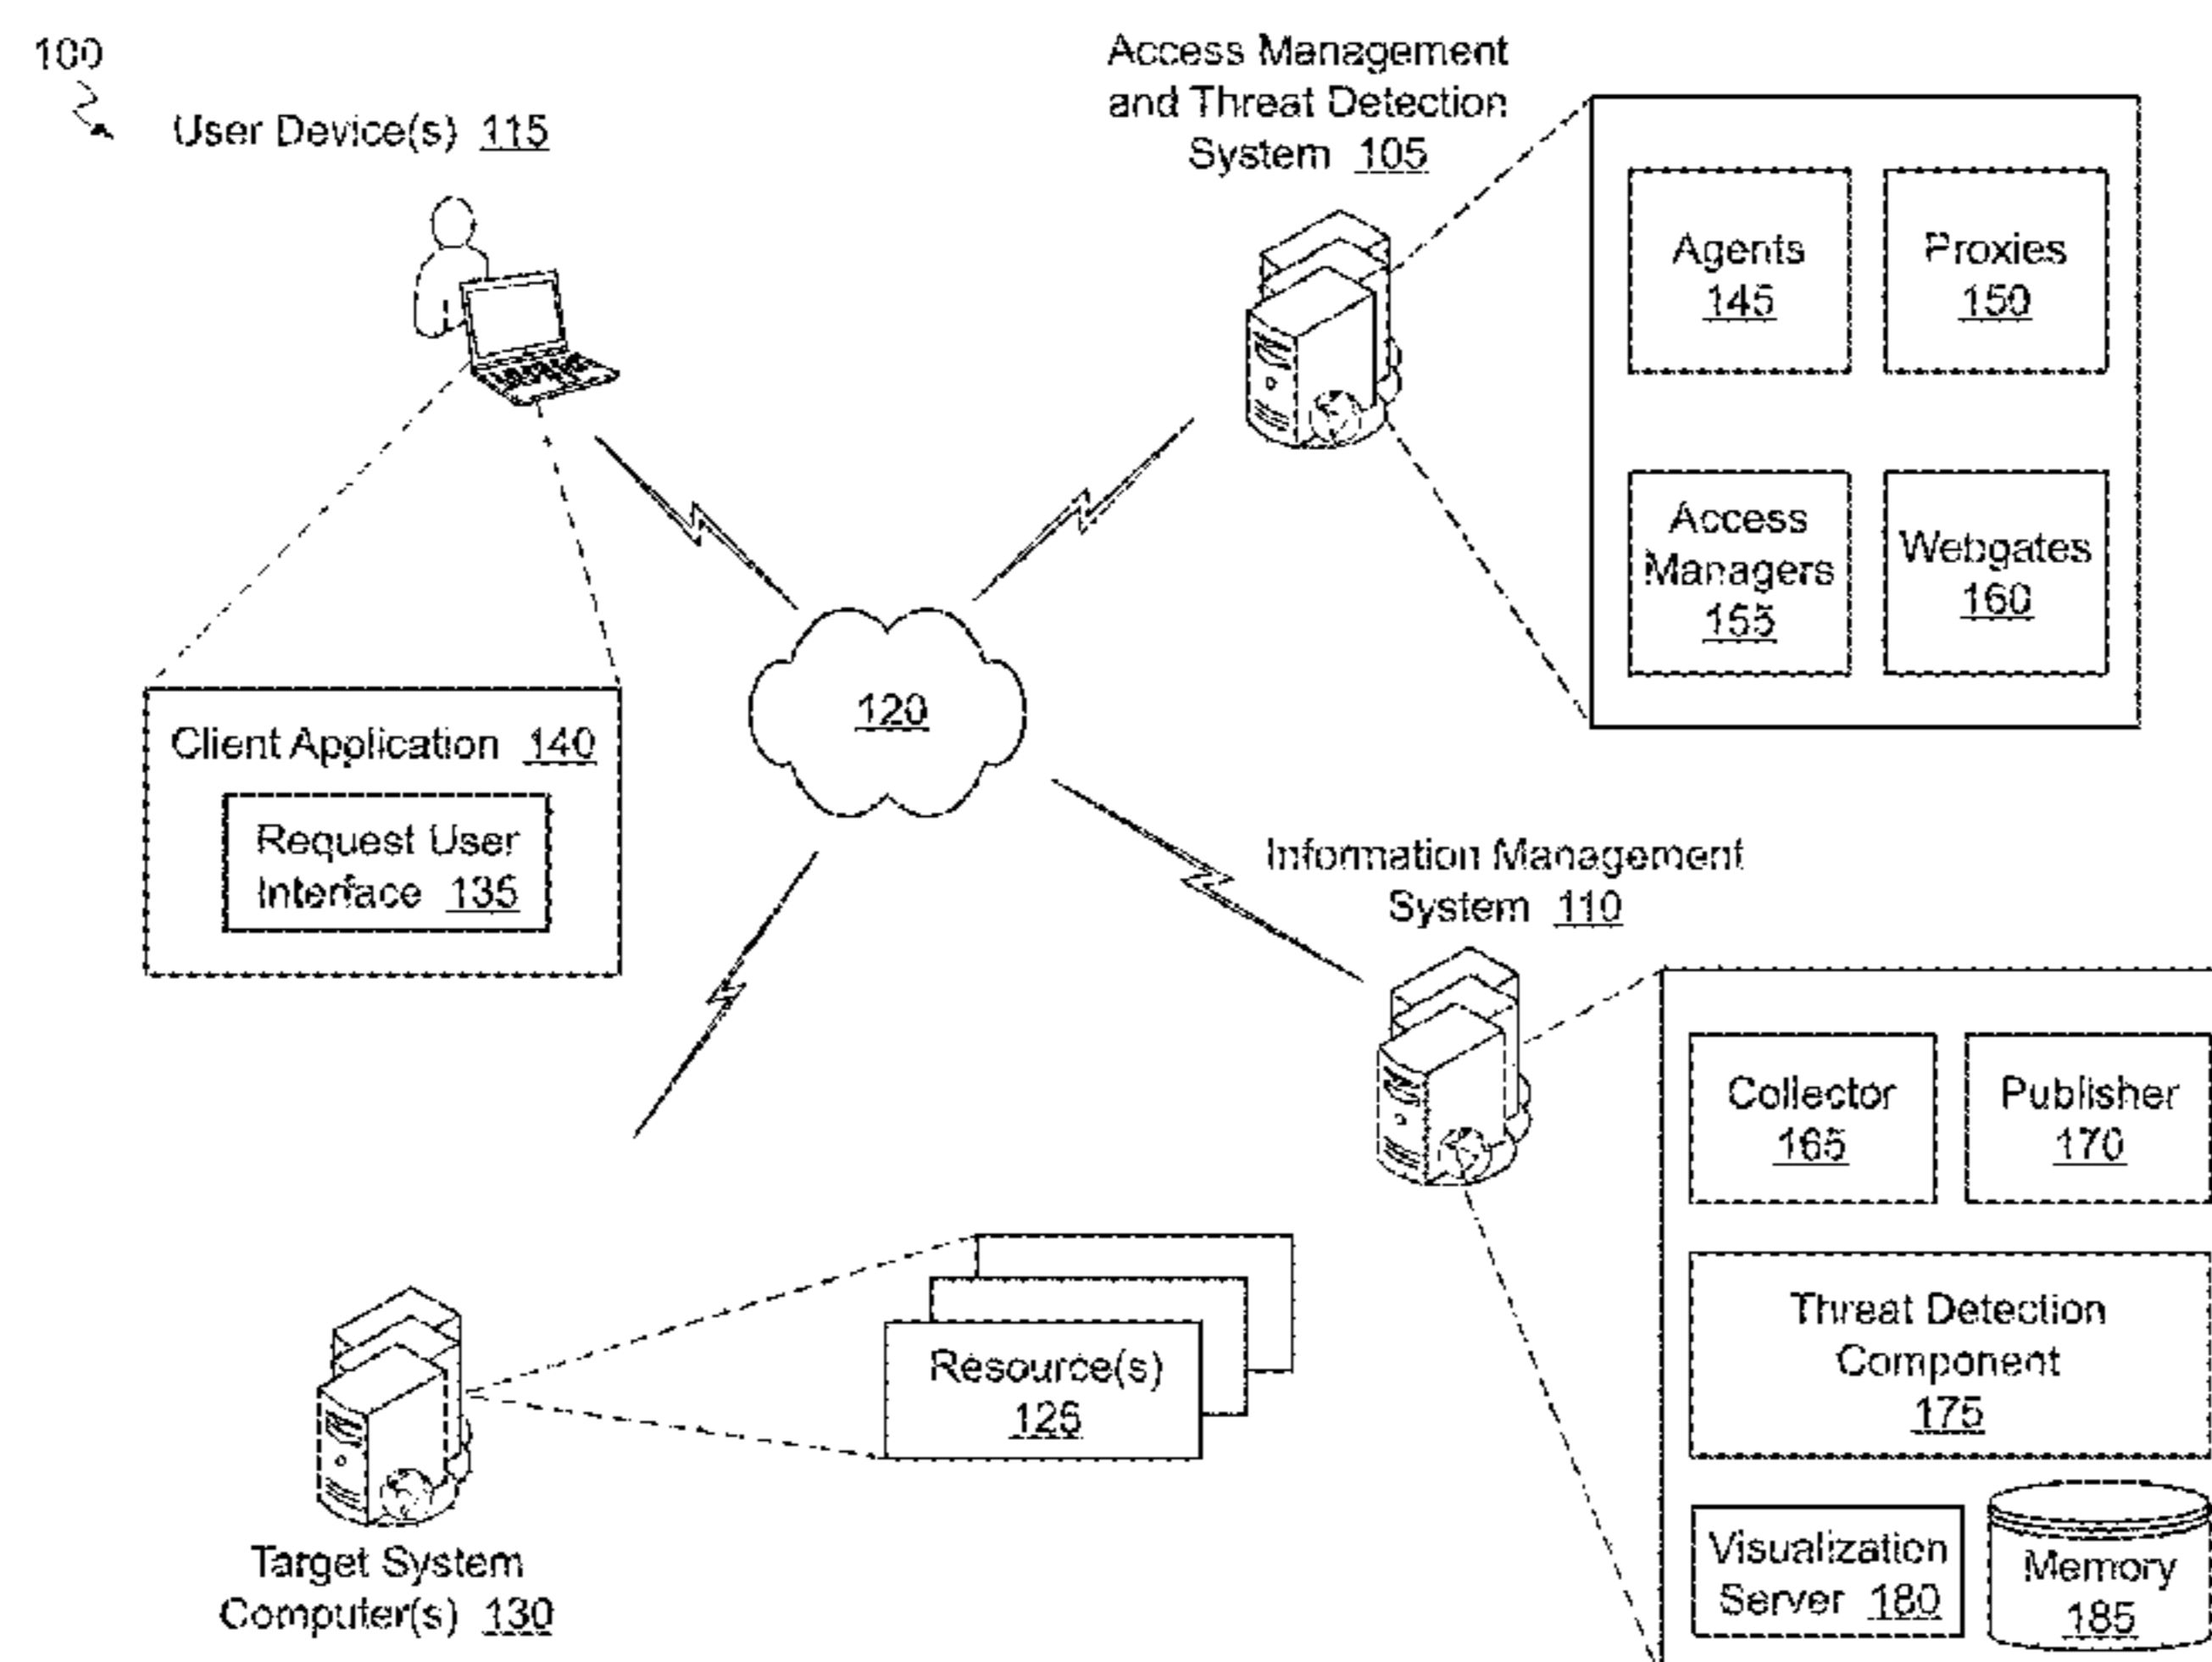 100
User Device(s) 115
Access Management
and Threat Detection
System 105
Agents
145
Proxies
150
Access
Managers
155
Webgates
160
120
Client Application 140
Request User
Interface 135
Information Management
System 110
Collector
165
Publisher
170
Threat Detection
Component
175
Visualization
Server 180
Memory
185
Resource(s)
125
Target System
Computer(s) 130